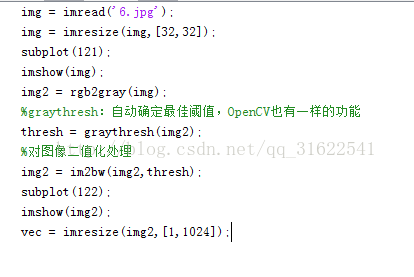 img = imread('6.jpg');
img = imresize(img,[32,32]);
subplot(121);
imshow(img);
img2 = rgb2gray(img);
%graythresh: 自动确定最佳阈值，OpenCV也有一样的功能
thresh = graythresh(img2);
%对图像二值化处理
blog.csdn.net/qq_31622541
img2 = im2bw(img2,thresh);
subplot(122);
imshow(img2);
vec = imresize(img2,[1,1024]);